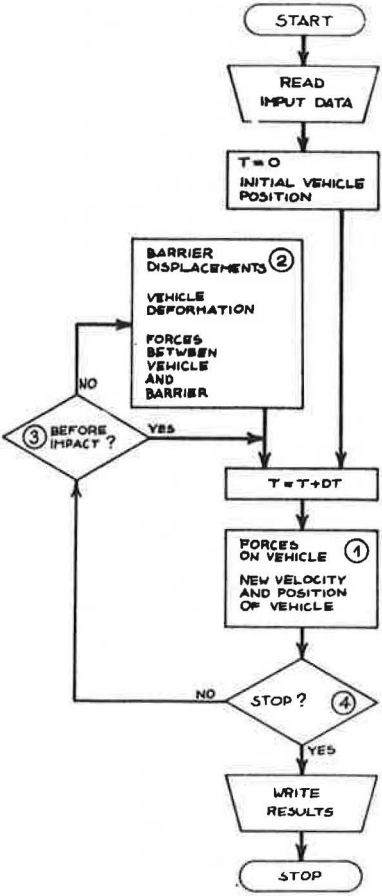 START
READ
IMPUT DATA
T=0
INITIAL VEHICLE
POSITION
BARRIER
DISPLACEMENTS
2
VEHICLE
DEFORMATION
FORCES
BETWEEN
VEHICLE
AND
BARRIER
NO
3
BEFORE
IMPACT?
YES
T=T+DT
FORCES
ON VEHICLE
1
NEW VELOCITY
AND POSITION
OF VEHICLE
NO
STOP?
4
YES
WRITE
RESULTS
STOP